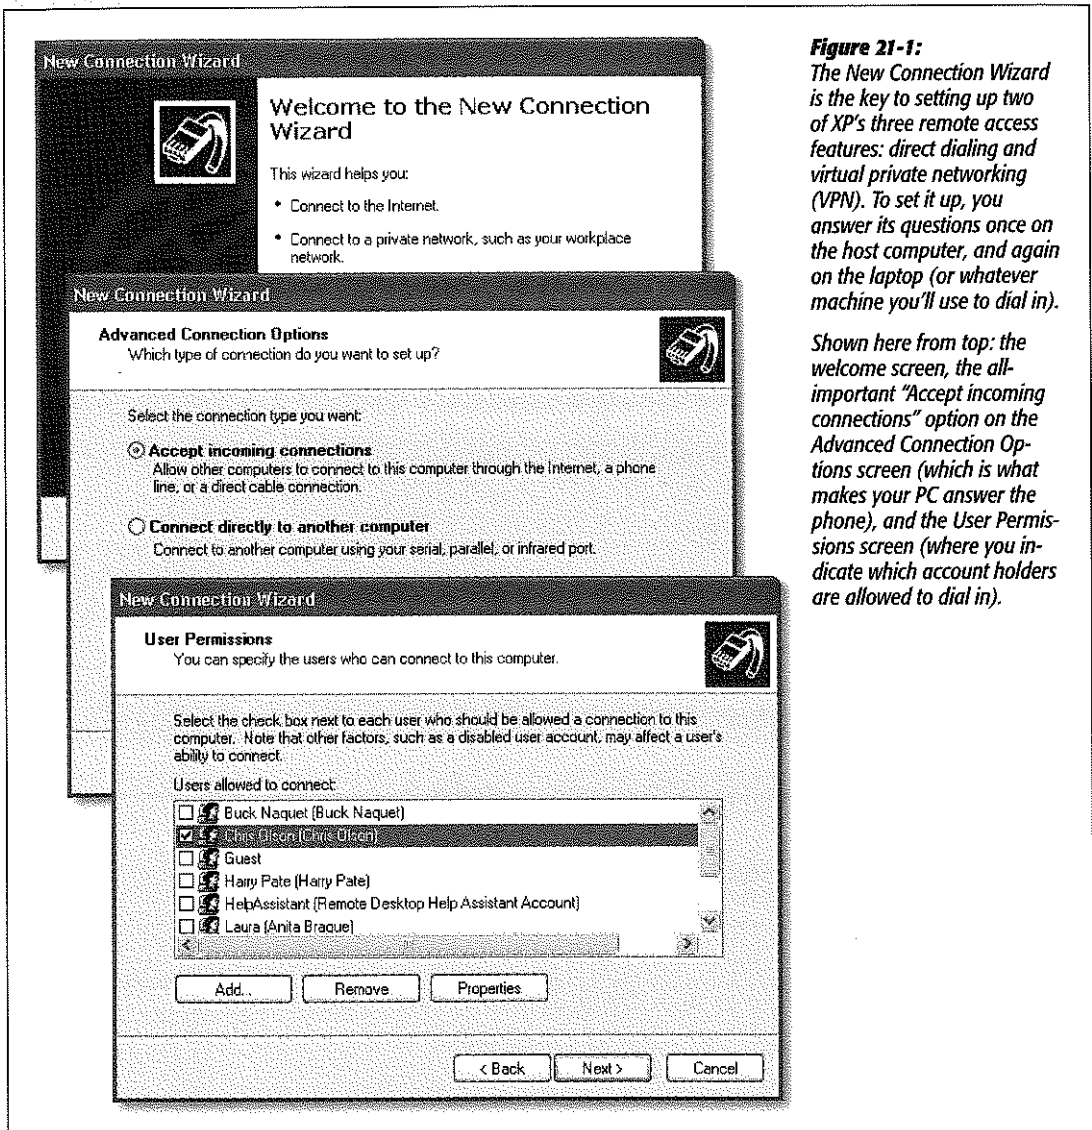 New Connection Wizard
Welcome to the New Connection
Wizard
This wizard helps you:
• Connect to the Internet.
• Connect to a private network, such as your workplace
network.
New Connection Wizard
Advanced Connection Options
Which type of connection do you want to set up?
Select the connection type you want:
Accept incoming connections
Allow other computers to connect to this computer through the Internet, a phone
line, or a direct cable connection.
Connect directly to another computer
Connect to another computer using your serial, parallel, or infrared port.
New Connection Wizard
User Permissions
You can specify the users who can connect to this computer.
Select the check box next to each user who should be allowed a connection to this
computer. Note that other factors, such as a disabled user account, may affect a user's
ability to connect.
Users allowed to connect:
Buck Naquet (Buck Naquet)
Chris Olson (Chris Olson)
Guest
Harry Pate (Harry Pate)
HelpAssistant (Remote Desktop Help Assistant Account)
Laura (Anita Braque)
Add...
Remove
Properties
< Back
Next >
Cancel
Figure 21-1:
The New Connection Wizard
is the key to setting up two
of XP's three remote access
features: direct dialing and
virtual private networking
(VPN). To set it up, you
answer its questions once on
the host computer, and again
on the laptop (or whatever
machine you'll use to dial in).
Shown here from top: the
welcome screen, the all-
important "Accept incoming
connections" option on the
Advanced Connection Op-
tions screen (which is what
makes your PC answer the
phone), and the User Permis-
sions screen (where you in-
dicate which account holders
are allowed to dial in).